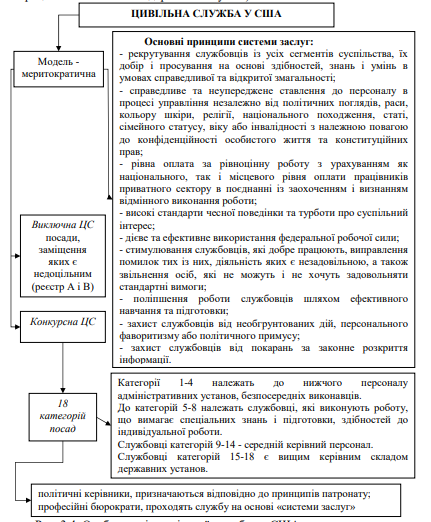 ЦИВІЛЬНА СЛУЖБА У США
Модель -
меритократична
Основні принципи системи заслуг:
- рекрутування службовців із усіх сегментів суспільства, їх
добір і просування на основі здібностей, знань і умінь в
умовах справедливої та відкритої змагальності;
- справедливе та неупереджене ставлення до персоналу в
процесі управління незалежно від політичних поглядів, раси,
кольору шкіри, релігії, національного походження, статі,
сімейного статусу, віку або інвалідності з належною повагою
до конфіденційності особистого життя та конституційних
прав;
- рівна оплата за рівноцінну роботу з урахуванням як
національного, так і місцевого рівня оплати працівників
приватного сектору в поєднанні із заохоченням і визнанням
відмінного виконання роботи;
- високі стандарти чесної поведінки та турботи про суспільний
інтерес;
- дієве та ефективне використання федеральної робочої сили;
- стимулювання службовців, які добре працюють, виправлення
помилок тих із них, діяльність яких є незадовільною, а також
звільнення осіб, які не можуть і не хочуть задовольняти
стандартні вимоги;
- поліпшення роботи службовців шляхом ефективного
навчання та підготовки;
- захист службовців від необґрунтованих дій, персонального
фаворитизму або політичного примусу;
- захист службовців від покарань за законне розкриття
інформації.
Виключна ЦС
посади,
заміщення
яких є
недоцільним
(реєстр А і В)
Конкурсна ЦС
18
категорій
посад
Категорії 1-4 належать до нижчого персоналу
адміністративних установ, безпосередніх виконавців.
До категорій 5-8 належать службовці, які виконують роботу,
що вимагає спеціальних знань і підготовки, здібностей до
індивідуальної роботи.
Службовці категорій 9-14 - середній керівний персонал.
Службовці категорій 15-18 є вищим керівним складом
державних установ.
політичні керівники, призначаються відповідно до принципів патронату;
професійні бюрократи, проходять службу на основі «системи заслуг»